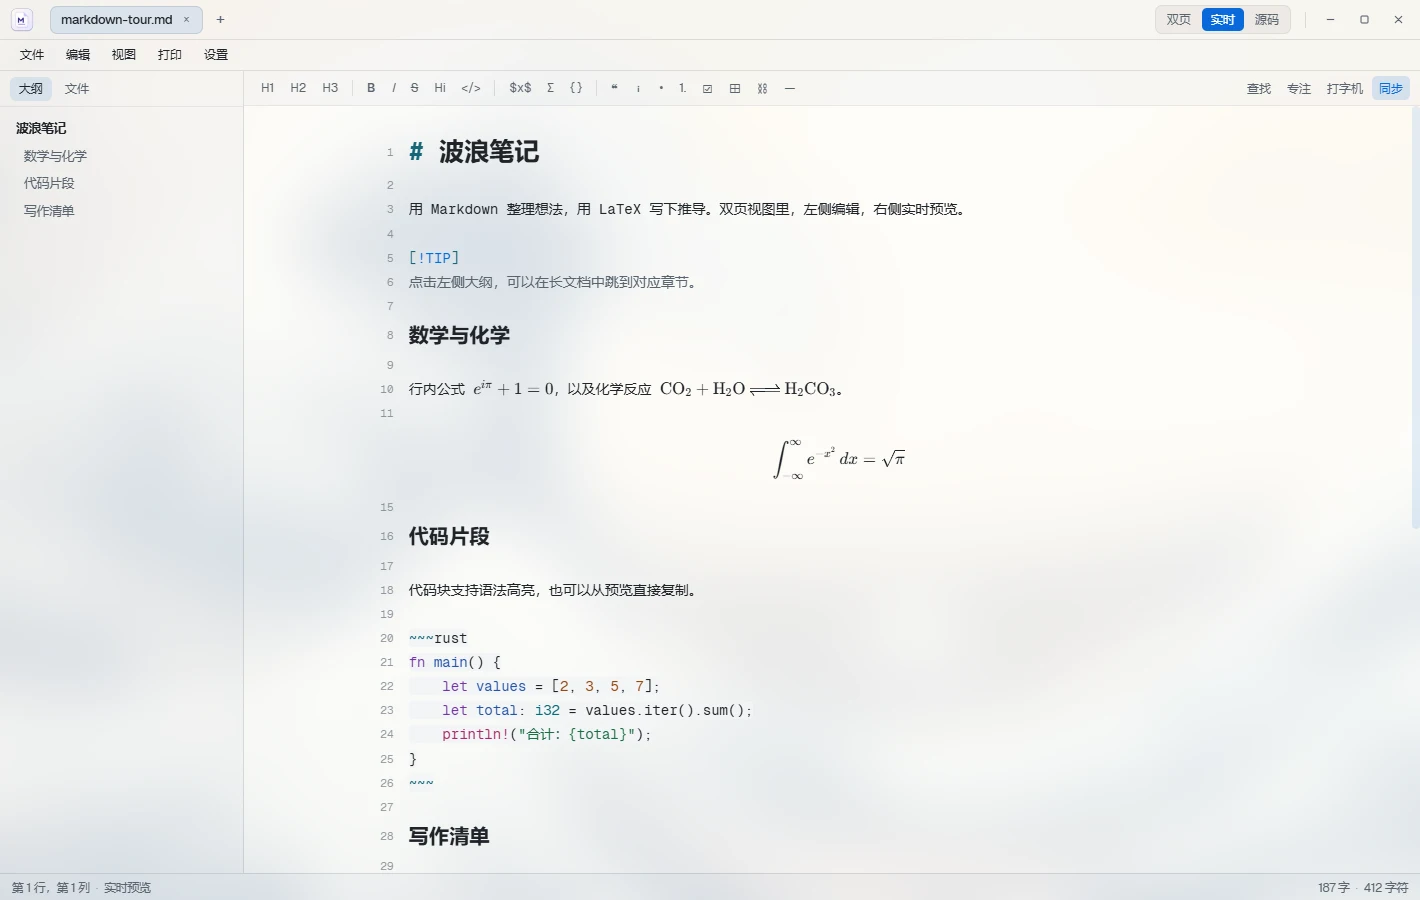 M
markdown-tour.md × +
双页 实时 源码
文件 编辑 视图 打印 设置
大纲 文件
H1 H2 H3 B I S Hi </> $x$ Σ {} ❝ i • 1. ☑ ⊞ ⛓ —
查找 专注 打字机 同步
波浪笔记
数学与化学
代码片段
写作清单
1 # 波浪笔记
2
3 用 Markdown 整理想法，用 LaTeX 写下推导。双页视图里，左侧编辑，右侧实时预览。
4
5 [!TIP]
6 点击左侧大纲，可以在长文档中跳到对应章节。
7
8 数学与化学
9
10 行内公式 e^{iπ} + 1 = 0，以及化学反应 CO₂ + H₂O ⇌ H₂CO₃。
11
∫_{−∞}^{∞} e^{−x²} dx = √π
15
16 代码片段
17
18 代码块支持语法高亮，也可以从预览直接复制。
19
20 ~~~rust
21 fn main() {
22     let values = [2, 3, 5, 7];
23     let total: i32 = values.iter().sum();
24     println!("合计：{total}");
25 }
26 ~~~
27
28 写作清单
29
第 1 行，第 1 列 · 实时预览
187 字 · 412 字符